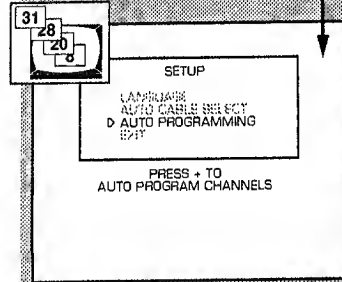 31
28
20
8
SETUP
LANGUAGE
AUTO CABLE SELECT
▷ AUTO PROGRAMMING
EXIT
PRESS + TO
AUTO PROGRAM CHANNELS